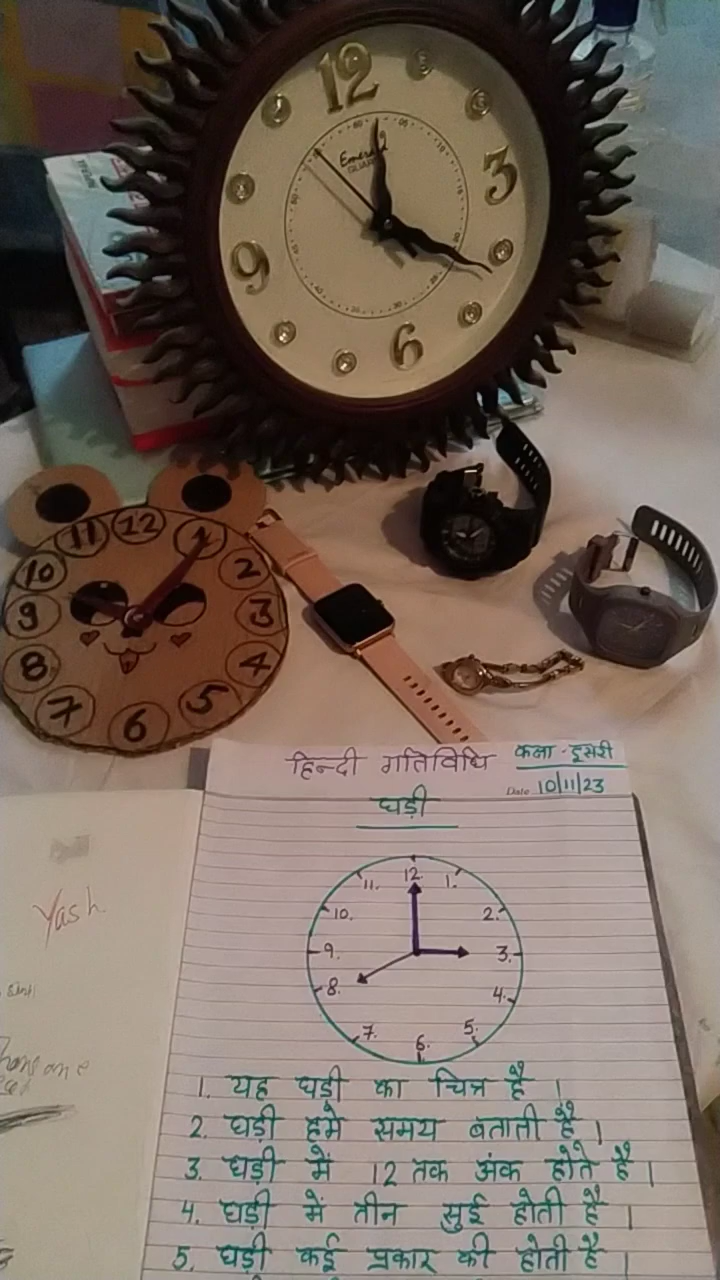 12
3
6
9
Emerald
QUARTZ
11 12 1
10 2
9 3
8 4
7 6 5
हिन्दी गतिविधि कक्षा - दूसरी
Date 10/11/23
घड़ी
12.
11. 1.
10. 2.
9. 3.
8. 4.
7. 5.
6.
Yash
1. यह घड़ी का चित्र है ।
2. घड़ी हमे समय बताती है ।
3. घड़ी में 12 तक अंक होते है ।
4. घड़ी में तीन सुई होती है ।
5. घड़ी कई प्रकार की होती है ।